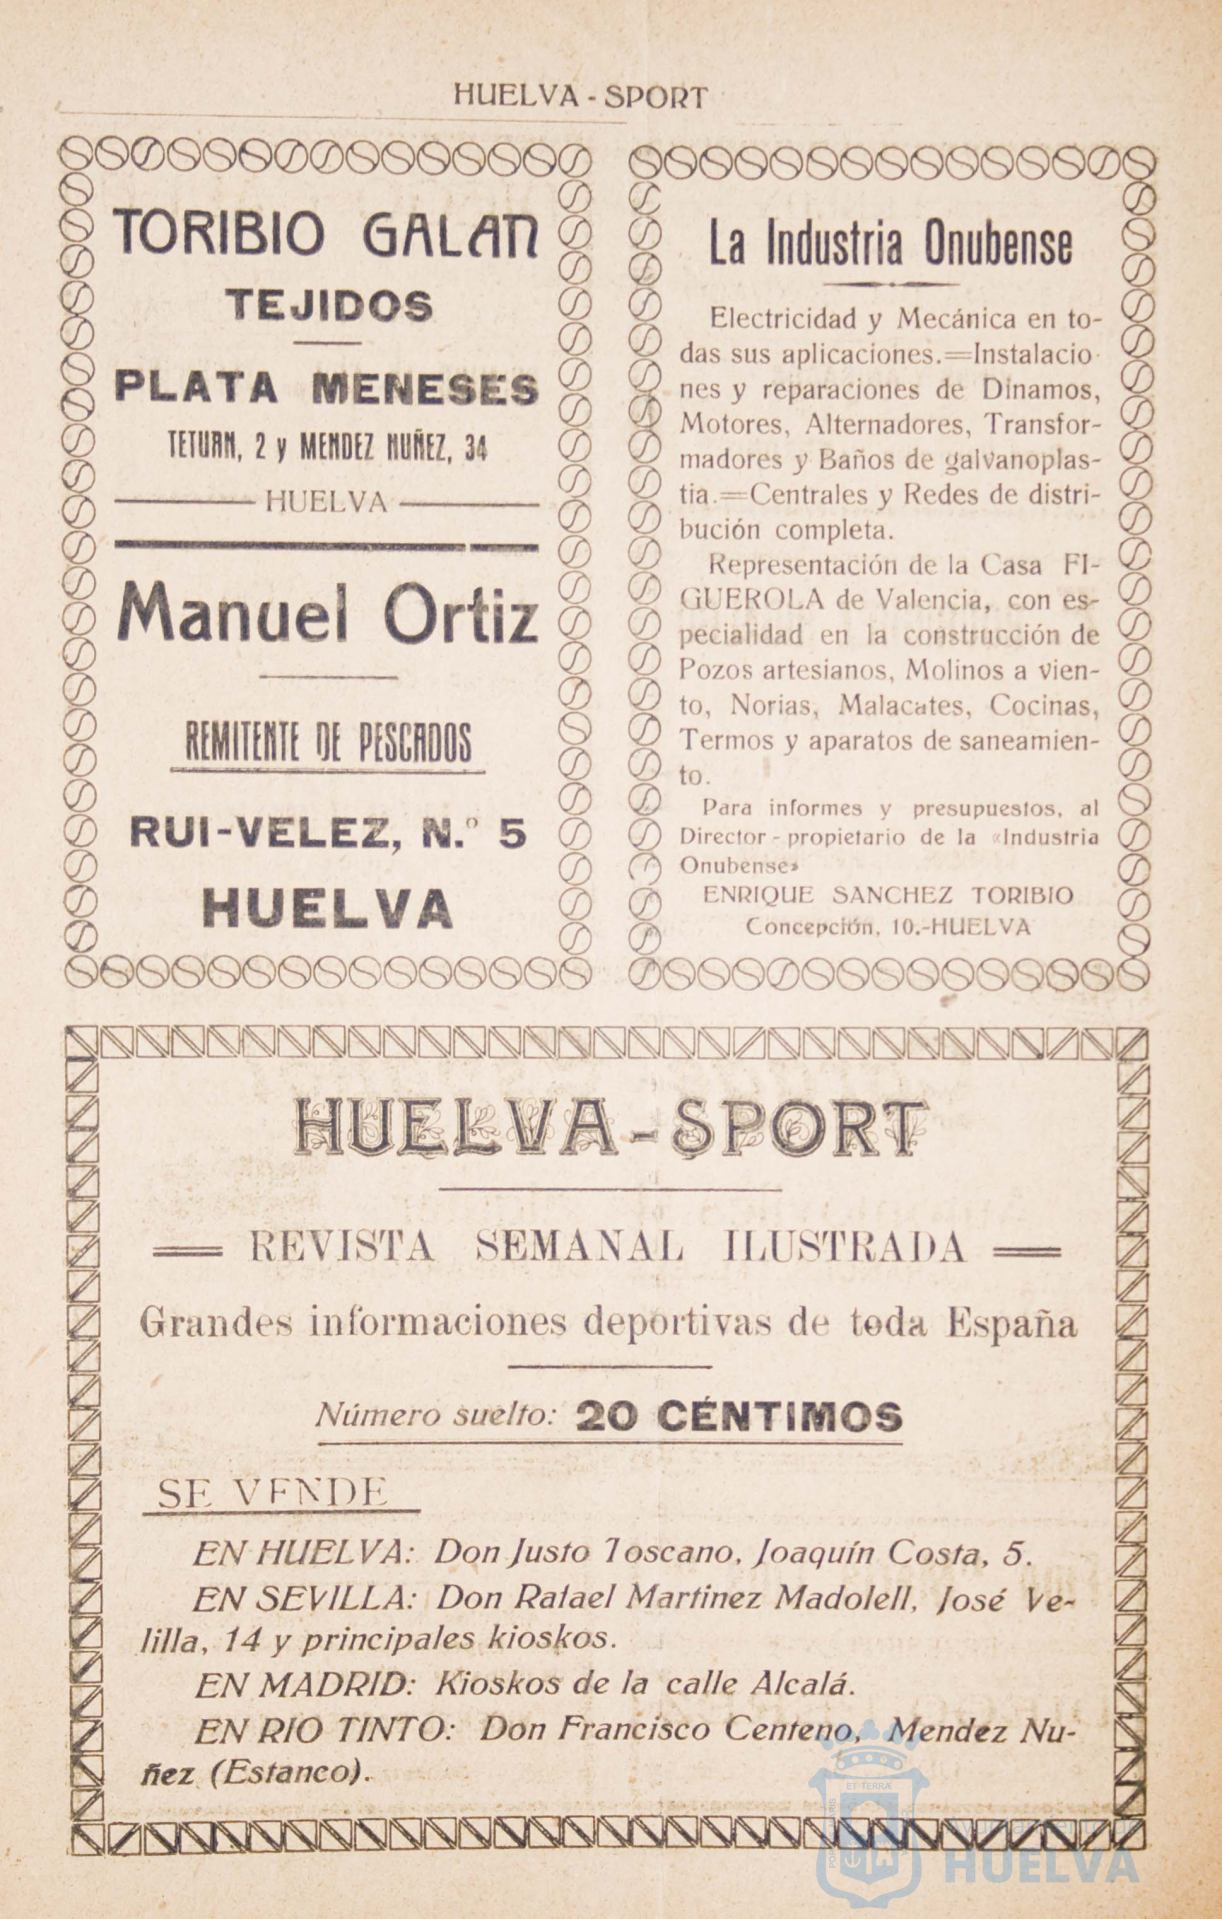 HUELVA - SPORT
TORIBIO GALAN
TEJIDOS
PLATA MENESES
TETUAN, 2 y MENDEZ NUÑEZ, 34
HUELVA
Manuel Ortiz
REMITENTE DE PESCADOS
RUI-VELEZ, N.º 5
HUELVA
La Industria Onubense
Electricidad y Mecánica en to-
das sus aplicaciones.=Instalacio-
nes y reparaciones de Dinamos,
Motores, Alternadores, Transfor-
madores y Baños de galvanoplas-
tia.=Centrales y Redes de distri-
bución completa.
Representación de la Casa FI-
GUEROLA de Valencia, con es-
pecialidad en la construcción de
Pozos artesianos, Molinos a vien-
to, Norias, Malacates, Cocinas,
Termos y aparatos de saneamien-
to.
Para informes y presupuestos, al
Director-propietario de la «Industria
Onubense»
ENRIQUE SANCHEZ TORIBIO
Concepción, 10.-HUELVA
HUELVA-SPORT
REVISTA SEMANAL ILUSTRADA
Grandes informaciones deportivas de toda España
Número suelto: 20 CÉNTIMOS
SE VENDE
EN HUELVA: Don Justo Toscano, Joaquín Costa, 5.
EN SEVILLA: Don Rafael Martinez Madolell, José Ve-
lilla, 14 y principales kioskos.
EN MADRID: Kioskos de la calle Alcalá.
EN RIO TINTO: Don Francisco Centeno, Mendez Nu-
ñez (Estanco).
ET TERRÆ
HUELVA